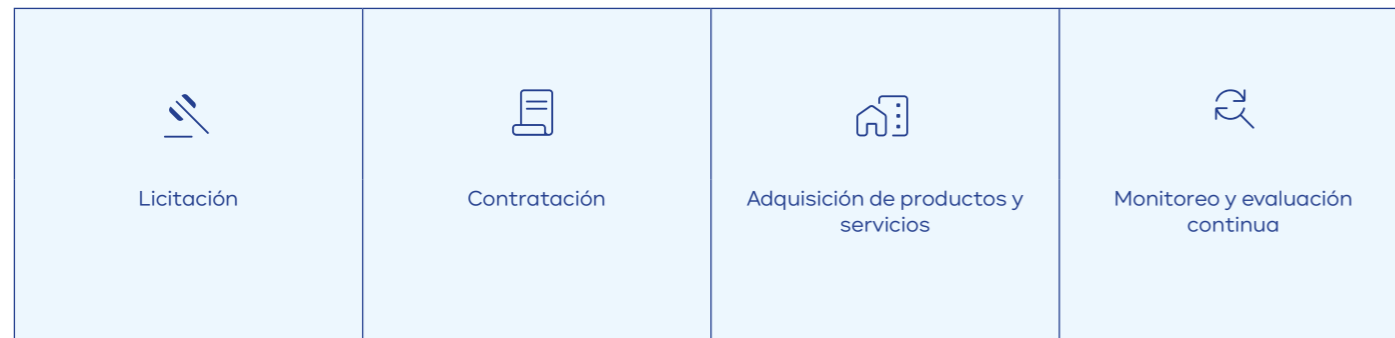 Licitación
Contratación
Adquisición de productos y
servicios
Monitoreo y evaluación
continua